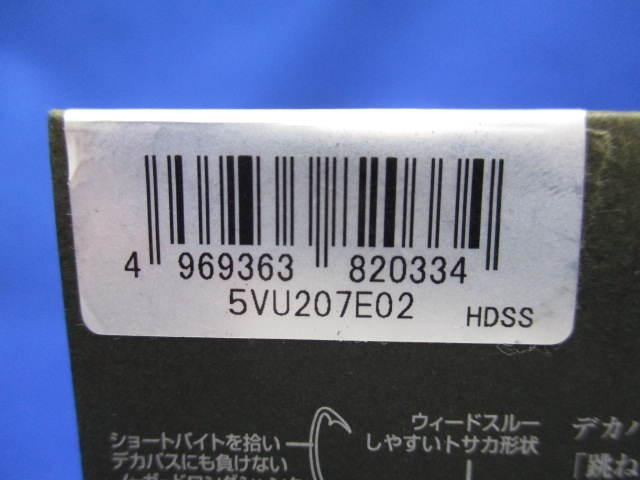 4 969363 820334
5VU207E02 HDSS
ショートバイトを拾い
デカバスにも負けない
ウィードスルー
しやすいトサカ形状
デカバ
「跳ね